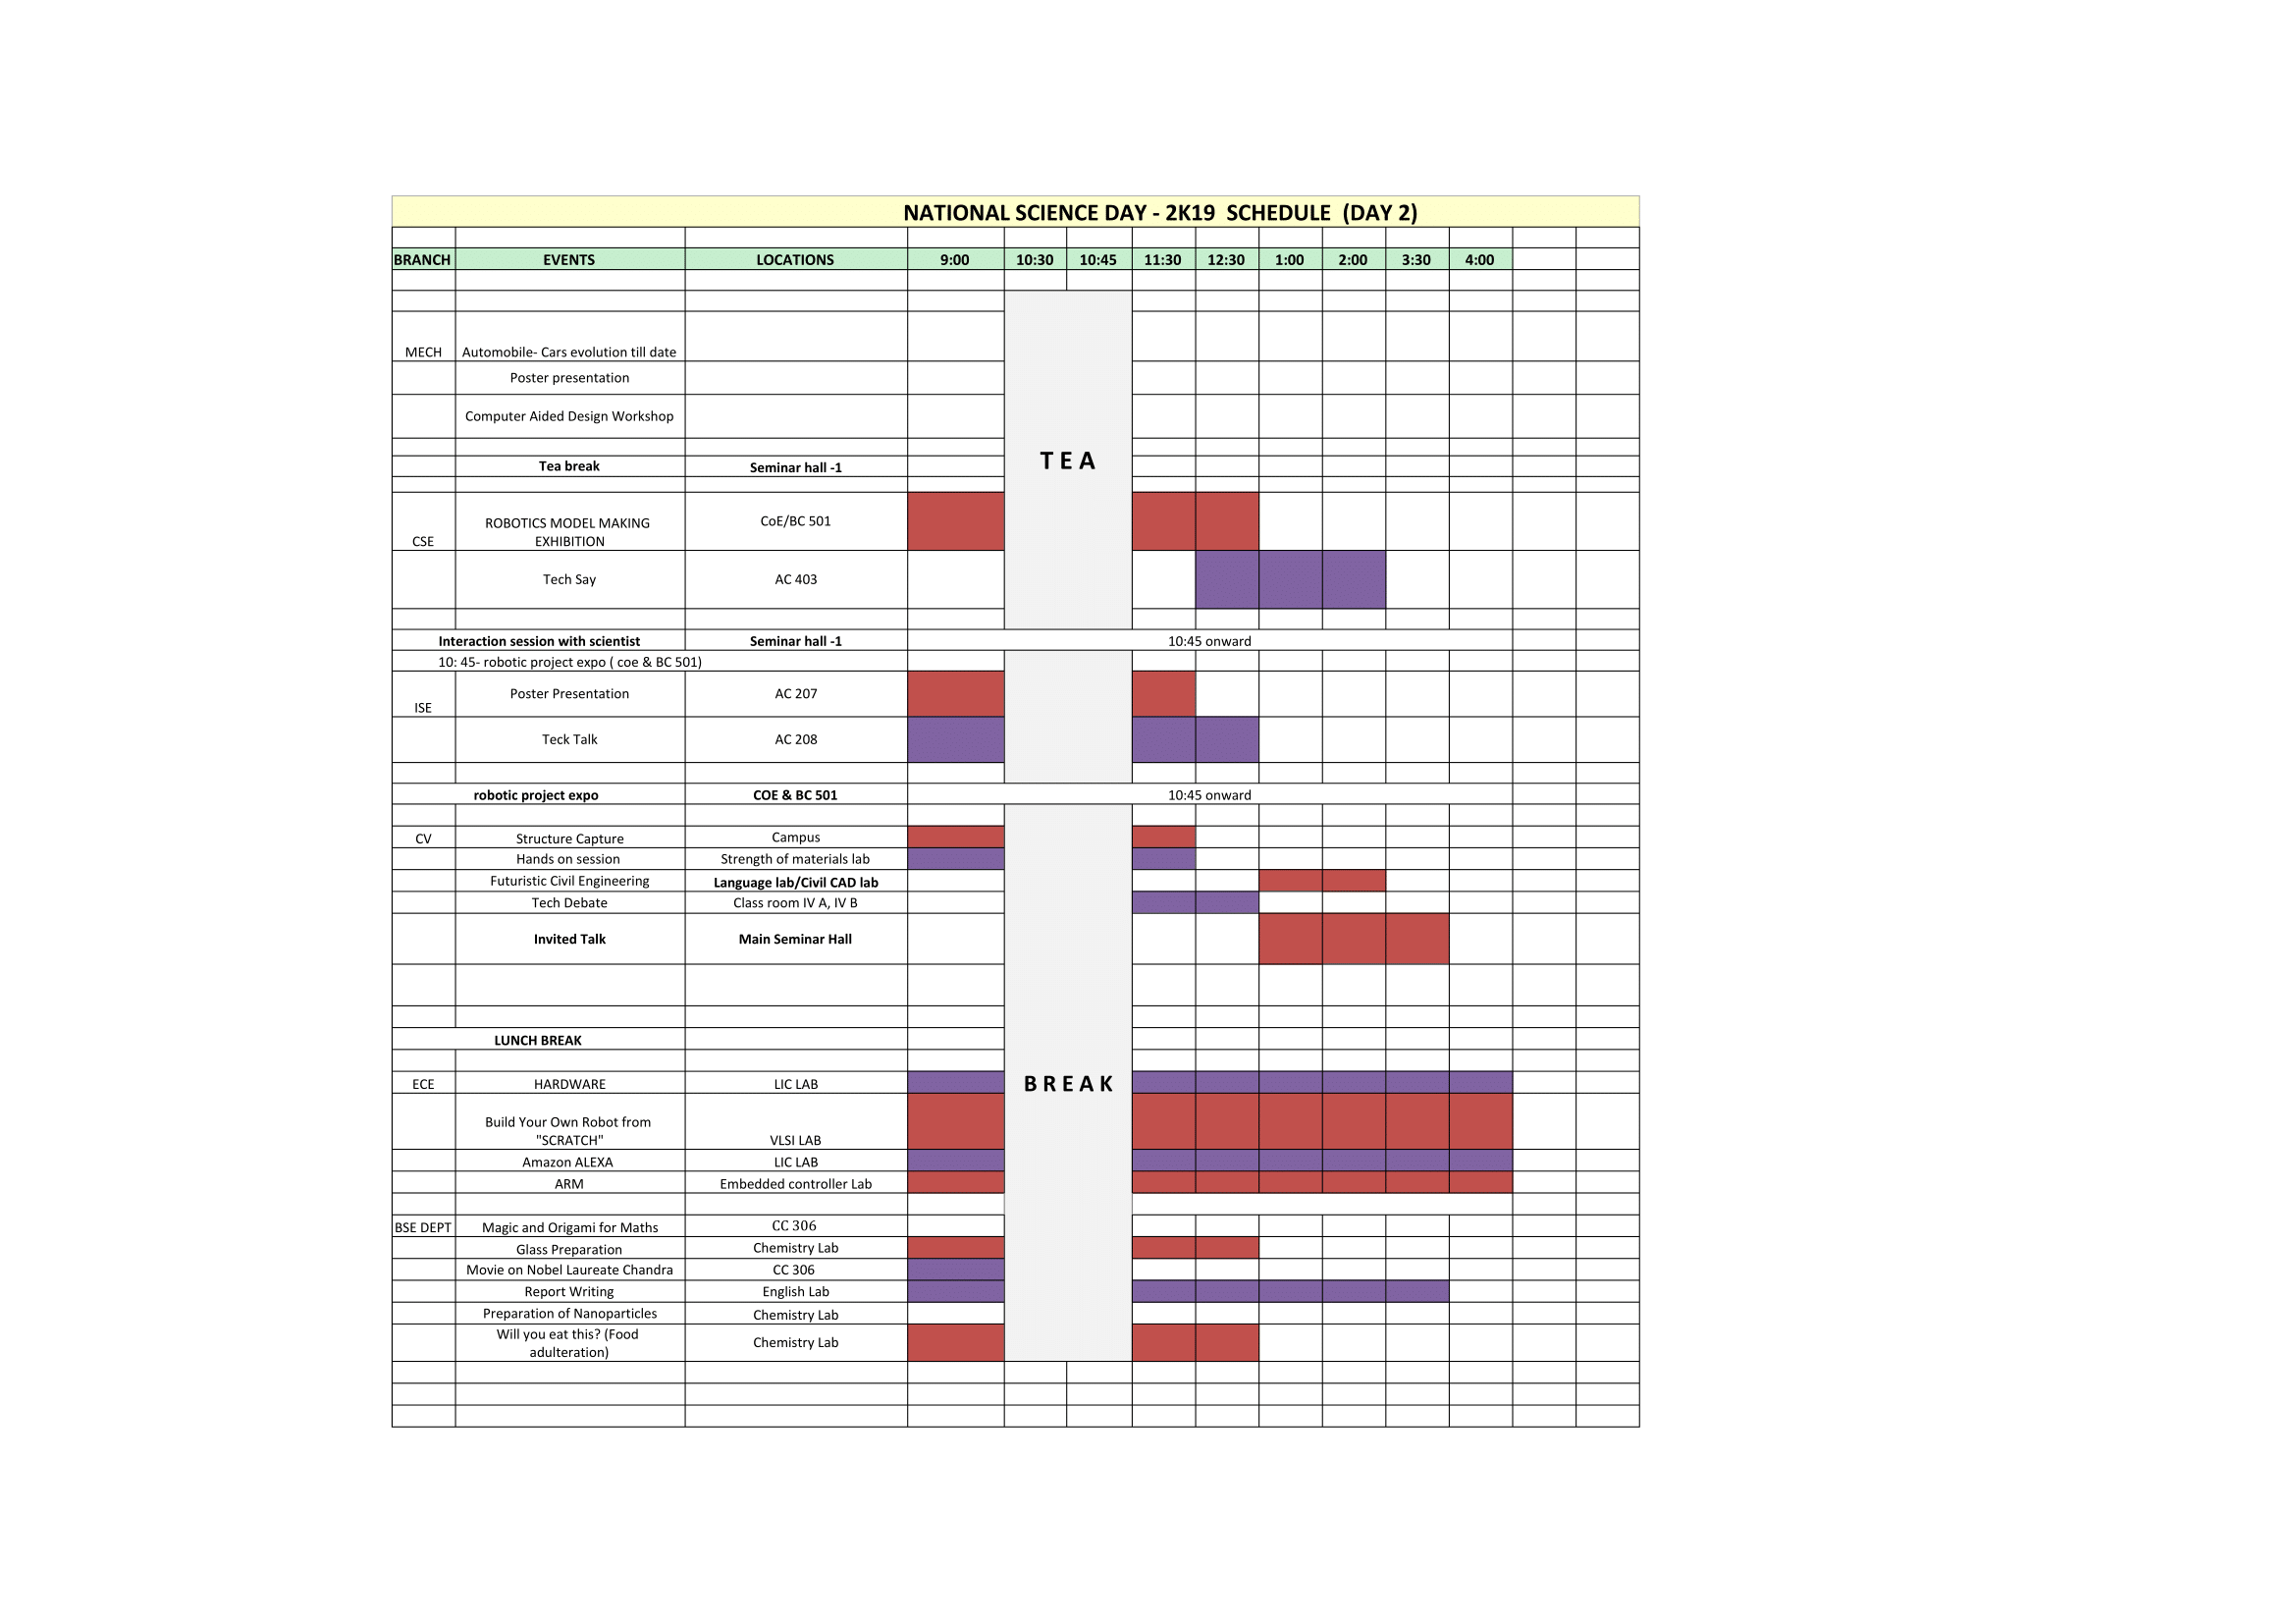 NATIONAL SCIENCE DAY - 2K19 SCHEDULE (DAY 2)
BRANCH EVENTS LOCATIONS 9:00 10:30 10:45 11:30 12:30 1:00 2:00 3:30 4:00
MECH Automobile- Cars evolution till date
Poster presentation
Computer Aided Design Workshop
TEA
Tea break Seminar hall -1
ROBOTICS MODEL MAKING
EXHIBITION
CSE
CoE/BC 501
Tech Say AC 403
Interaction session with scientist Seminar hall -1 10:45 onward
10: 45- robotic project expo ( coe & BC 501)
ISE Poster Presentation AC 207
Teck Talk AC 208
robotic project expo COE & BC 501 10:45 onward
CV Structure Capture Campus
Hands on session Strength of materials lab
Futuristic Civil Engineering Language lab/Civil CAD lab
Tech Debate Class room IV A, IV B
Invited Talk Main Seminar Hall
LUNCH BREAK
ECE HARDWARE LIC LAB BREAK
Build Your Own Robot from
"SCRATCH" VLSI LAB
Amazon ALEXA LIC LAB
ARM Embedded controller Lab
BSE DEPT Magic and Origami for Maths CC 306
Glass Preparation Chemistry Lab
Movie on Nobel Laureate Chandra CC 306
Report Writing English Lab
Preparation of Nanoparticles Chemistry Lab
Will you eat this? (Food
adulteration) Chemistry Lab